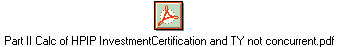 Part II Calc of HPIP InvestmentCertification and TY not concurrent.pdf